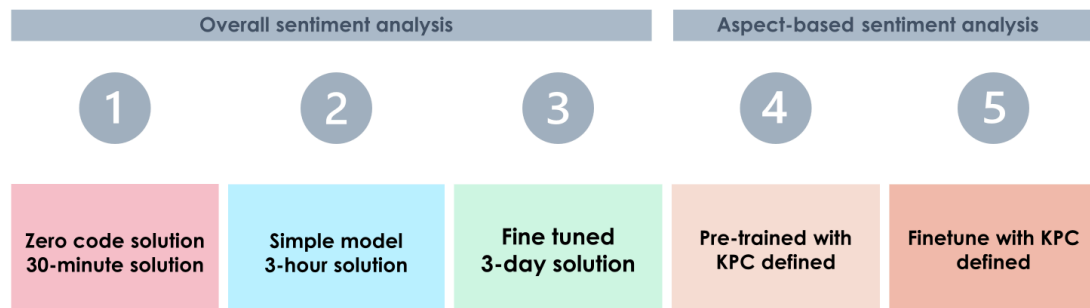 Overall sentiment analysis
Aspect-based sentiment analysis
1
2
3
4
5
Zero code solution
30-minute solution
Simple model
3-hour solution
Fine tuned
3-day solution
Pre-trained with
KPC defined
Finetune with KPC
defined